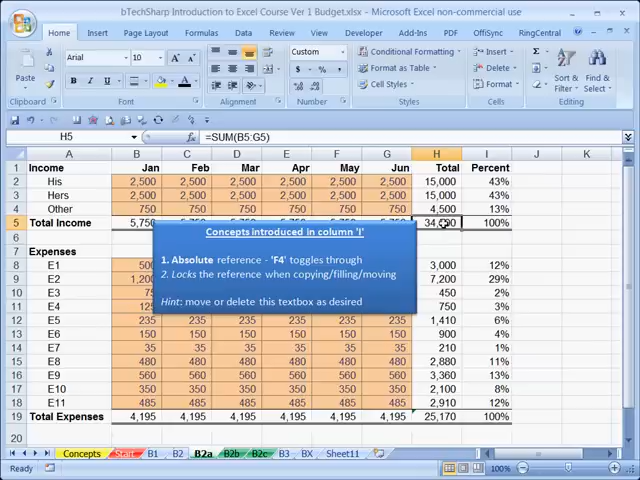 bTechSharp Introduction to Excel Course Ver 1 Budget.xlsx - Microsoft Excel non-commercial use
Home Insert Page Layout Formulas Data Review View Developer Add-Ins PDF OfficeSync RingCentral
Arial 10 Custom Conditional Formatting Insert Σ
Paste B I U A A $ % , Format as Table Delete Sort & Filter Find & Select
Cell Styles Format
Clipboard Font Alignment Number Styles Cells Editing
H5 fx =SUM(B5:G5)
A B C D E F G H I J K
1 Income Jan Feb Mar Apr May Jun Total Percent
2 His 2,500 2,500 2,500 2,500 2,500 2,500 15,000 43%
3 Hers 2,500 2,500 2,500 2,500 2,500 2,500 15,000 43%
4 Other 750 750 750 750 750 750 4,500 13%
5 Total Income 5,750 100%
6
7 Expenses
8 E1 500 3,000 12%
9 E2 1,200 7,200 29%
10 E3 450 2%
11 E4 750 3%
12 E5 235 235 235 235 235 235 1,410 6%
13 E6 150 150 150 150 150 150 900 4%
14 E7 35 35 35 35 35 35 210 1%
15 E8 480 480 480 480 480 480 2,880 11%
16 E9 560 560 560 560 560 560 3,360 13%
17 E10 350 350 350 350 350 350 2,100 8%
18 E11 485 485 485 485 485 485 2,910 12%
19 Total Expenses 4,195 4,195 4,195 4,195 4,195 4,195 25,170 100%
20
Concepts introduced in column 'I'
1. Absolute reference - 'F4' toggles through
2. Locks the reference when copying/filling/moving
Hint: move or delete this textbox as desired
Concepts Start B1 B2 B2a B2b B2c B3 BX Sheet11
Ready 100%